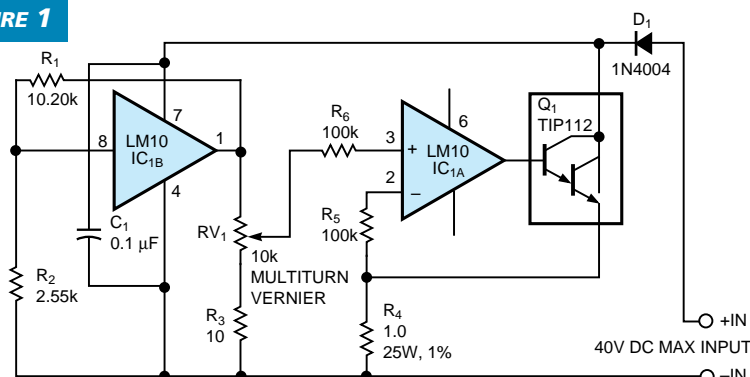 RE 1
D1
1N4004
R1
10.20k
7
8
LM10
IC1B
1
4
C1
0.1 µF
R2
2.55k
RV1
10k
MULTITURN
VERNIER
R3
10
R6
100k
3
+
6
LM10
IC1A
2
–
R5
100k
Q1
TIP112
R4
1.0
25W, 1%
+IN
40V DC MAX INPUT
–IN